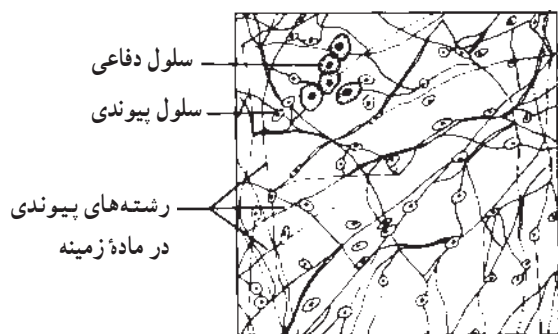 سلول دفاعی
سلول پیوندی
رشته‌های پیوندی
در مادهٔ زمینه